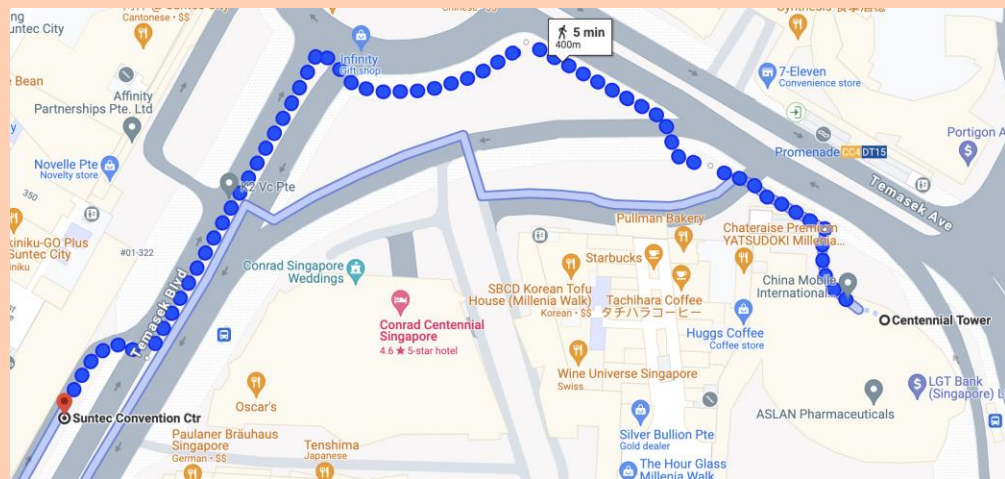 Suntec City
Cantonese • $$
Partnerships Pte. Ltd
Affinity
Bean
Novelle Pte
Novelty store
350
kiniku-GO Plus
Suntec City
iniku
#01-322
Infinity
Gift shop
5 min
400m
7-Eleven
Convenience store
Promenade CC4 DT15
Portigon A
Temasek Ave
K2 Vc Pte
Temasek Blvd
Conrad Singapore
Weddings
Conrad Centennial
Singapore
4.6 ★ 5-star hotel
Pullman Bakery
Starbucks
SBCD Korean Tofu
House (Millenia Walk)
Korean • $$
Tachihara Coffee
タチハラコーヒー
Chateraise Premium
YATSUDOKI Millenia...
China Mobile
International...
Centennial Tower
Huggs Coffee
Coffee store
Wine Universe Singapore
Swiss
LGT Bank
(Singapore) L
ASLAN Pharmaceuticals
Oscar's
Suntec Convention Ctr
Paulaner Bräuhaus
Singapore
German • $$
Tenshima
Japanese
Silver Bullion Pte
Gold dealer
The Hour Glass
Millenia Walk